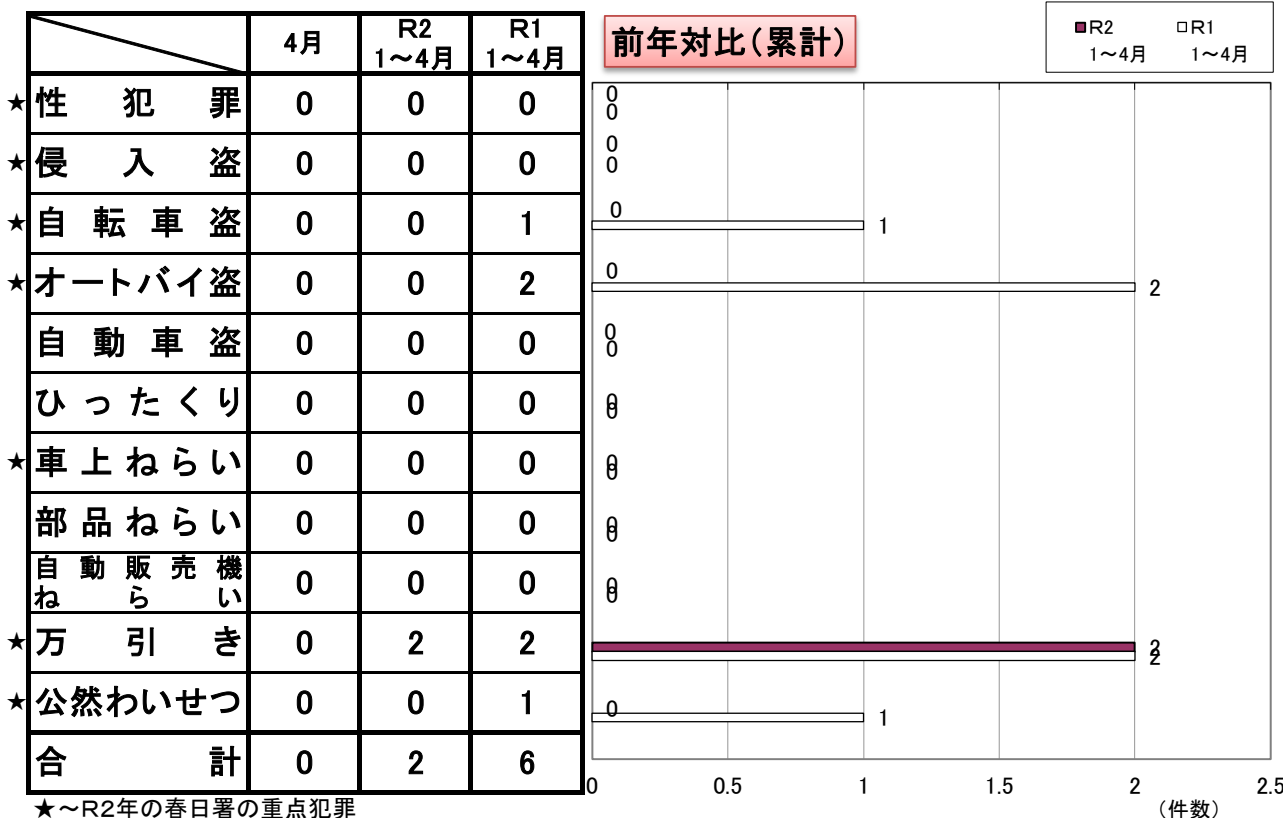 4月 R2 1～4月 R1 1～4月
★性犯罪 0 0 0
★侵入盗 0 0 0
★自転車盗 0 0 1
★オートバイ盗 0 0 2
自動車盗 0 0 0
ひったくり 0 0 0
★車上ねらい 0 0 0
部品ねらい 0 0 0
自動販売機
ねらい 0 0 0
★万引き 0 2 2
★公然わいせつ 0 0 1
合計 0 2 6
★～R2年の春日署の重点犯罪
前年対比(累計)
■R2 □R1
1～4月 1～4月
0
0
0
0
0
1
0
2
0
0
0
0
0
0
0
0
0
0
2
2
0
1
0 0.5 1 1.5 2 2.5
(件数)